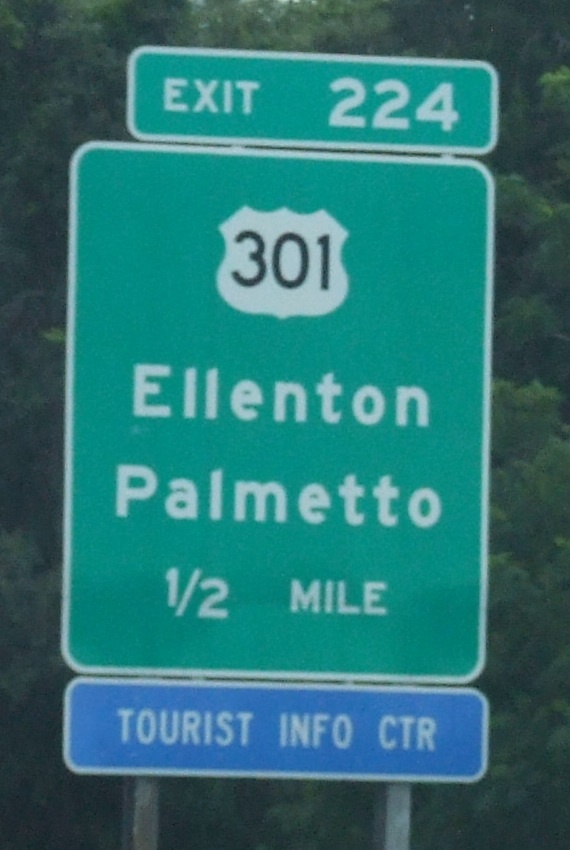 EXIT 224
301
Ellenton
Palmetto
1/2 MILE
TOURIST INFO CTR